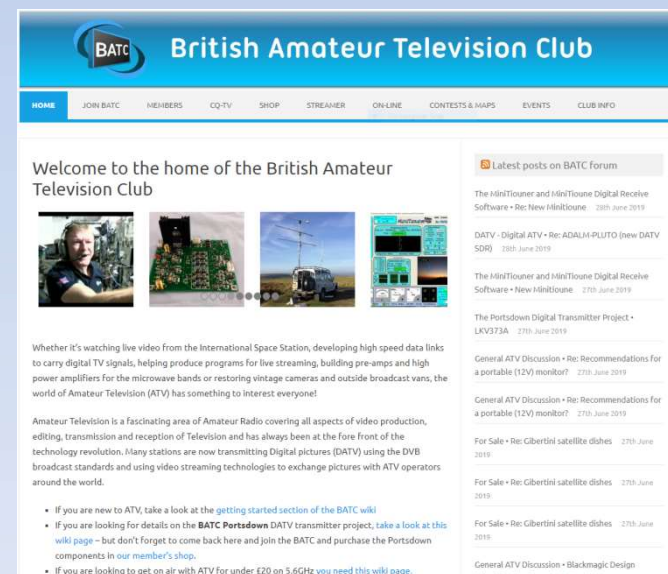 BATC
British Amateur Television Club
HOME JOIN BATC MEMBERS CQ-TV SHOP STREAMER ON-LINE CONTESTS & MAPS EVENTS CLUB INFO
Welcome to the home of the British Amateur
Television Club
MiniTioune
Whether it's watching live video from the International Space Station, developing high speed data links
to carry digital TV signals, helping produce programs for live streaming, building pre-amps and high
power amplifiers for the microwave bands or restoring vintage cameras and outside broadcast vans, the
world of Amateur Television (ATV) has something to interest everyone!
Amateur Television is a fascinating area of Amateur Radio covering all aspects of video production,
editing, transmission and reception of Television and has always been at the fore front of the
technology revolution. Many stations are now transmitting Digital pictures (DATV) using the DVB
broadcast standards and using video streaming technologies to exchange pictures with ATV operators
around the world.
• If you are new to ATV, take a look at the getting started section of the BATC wiki
• If you are looking for details on the BATC Portsdown DATV transmitter project, take a look at this
wiki page – but don't forget to come back here and join the BATC and purchase the Portsdown
components in our member's shop.
• If you are looking to get on air with ATV for under £20 on 5.6GHz you need this wiki page.
Latest posts on BATC forum
The MiniTiouner and MiniTioune Digital Receive
Software • Re: New Minitioune 28th June 2019
DATV - Digital ATV • Re: ADALM-PLUTO (new DATV
SDR) 28th June 2019
The MiniTiouner and MiniTioune Digital Receive
Software • New Minitioune 27th June 2019
The Portsdown Digital Transmitter Project •
LKV373A 27th June 2019
General ATV Discussion • Re: Recommendations for
a portable (12V) monitor? 27th June 2019
General ATV Discussion • Re: Recommendations for
a portable (12V) monitor? 27th June 2019
For Sale • Re: Gibertini satellite dishes 27th June
2019
For Sale • Re: Gibertini satellite dishes 27th June
2019
For Sale • Re: Gibertini satellite dishes 27th June
2019
General ATV Discussion • Blackmagic Design